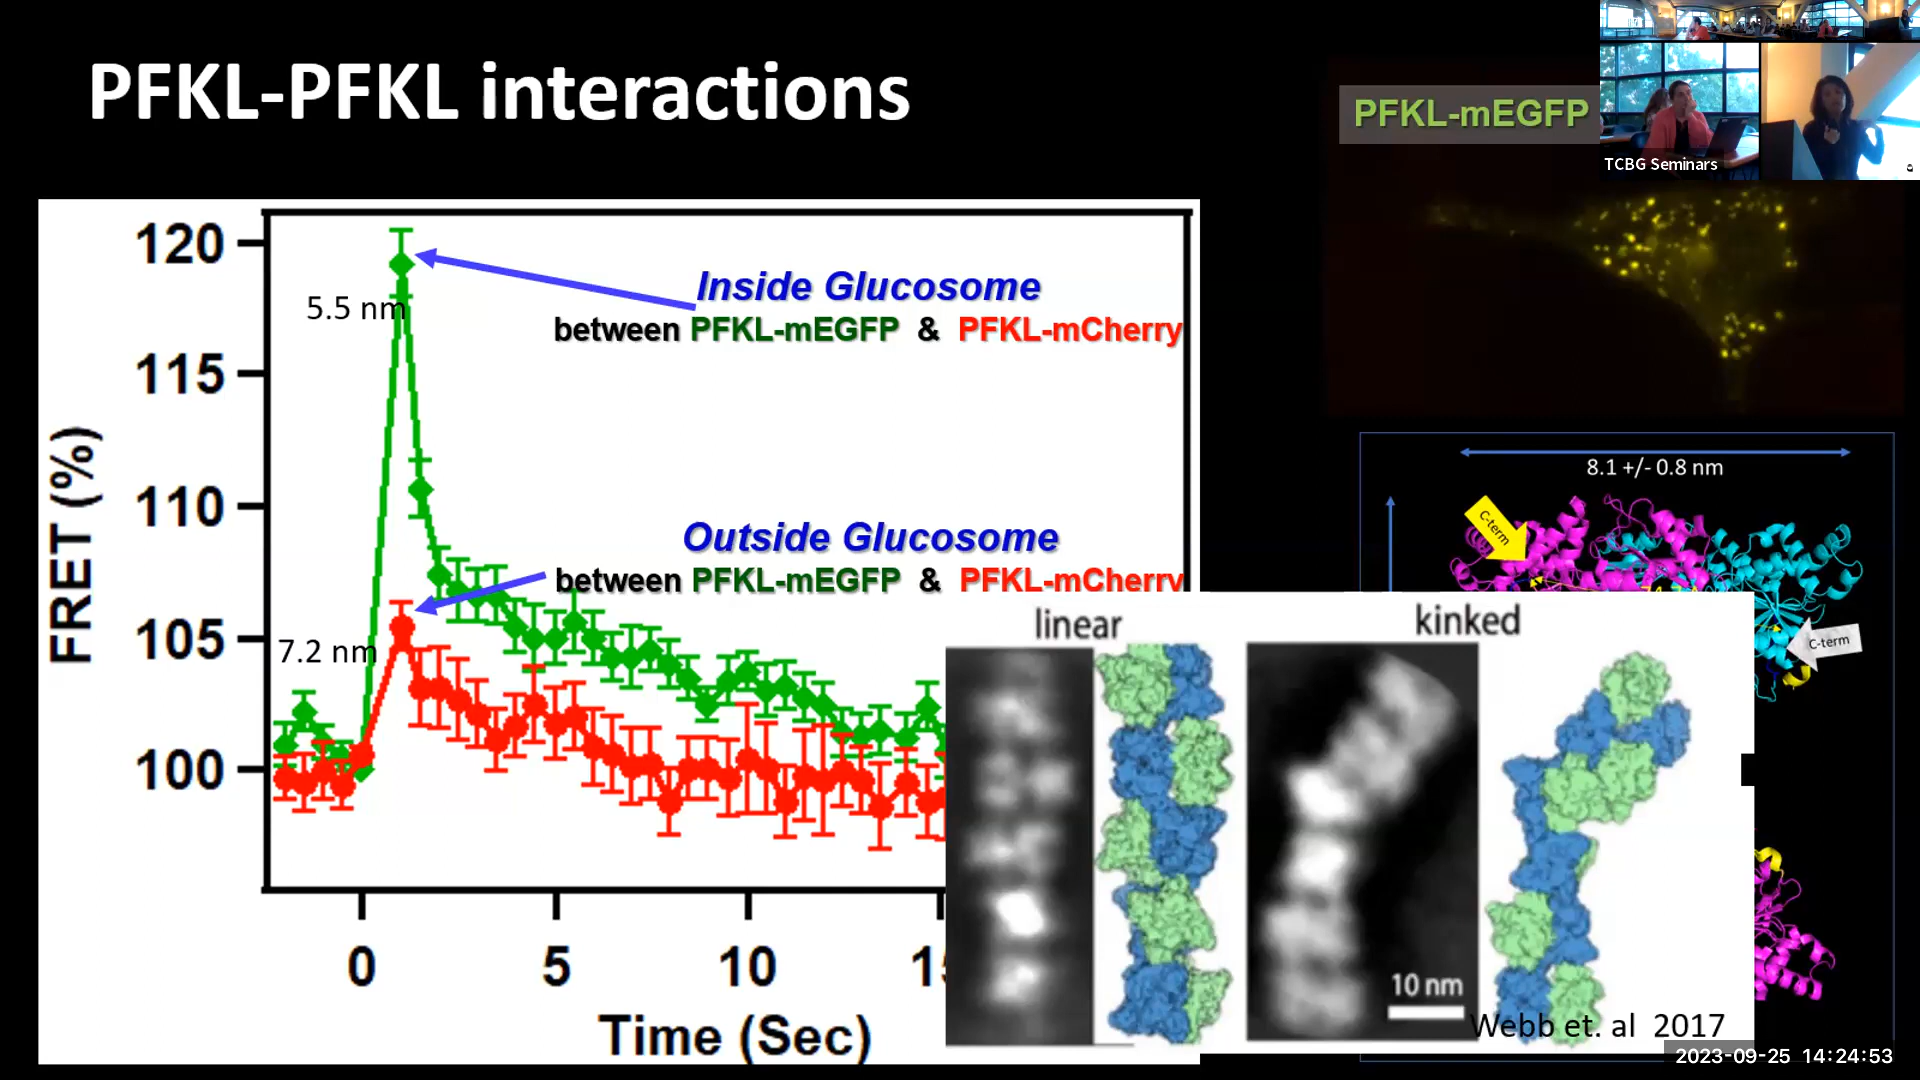 PFKL-PFKL interactions
PFKL-mEGFP
TCBG Seminars
120
115
110
105
100
FRET (%)
5.5 nm
Inside Glucosome
between PFKL-mEGFP & PFKL-mCherry
Outside Glucosome
between PFKL-mEGFP & PFKL-mCherry
7.2 nm
0
5
10
Time (Sec)
8.1 +/- 0.8 nm
C-term
C-term
linear
kinked
10 nm
Webb et. al 2017
2023-09-25 14:24:53